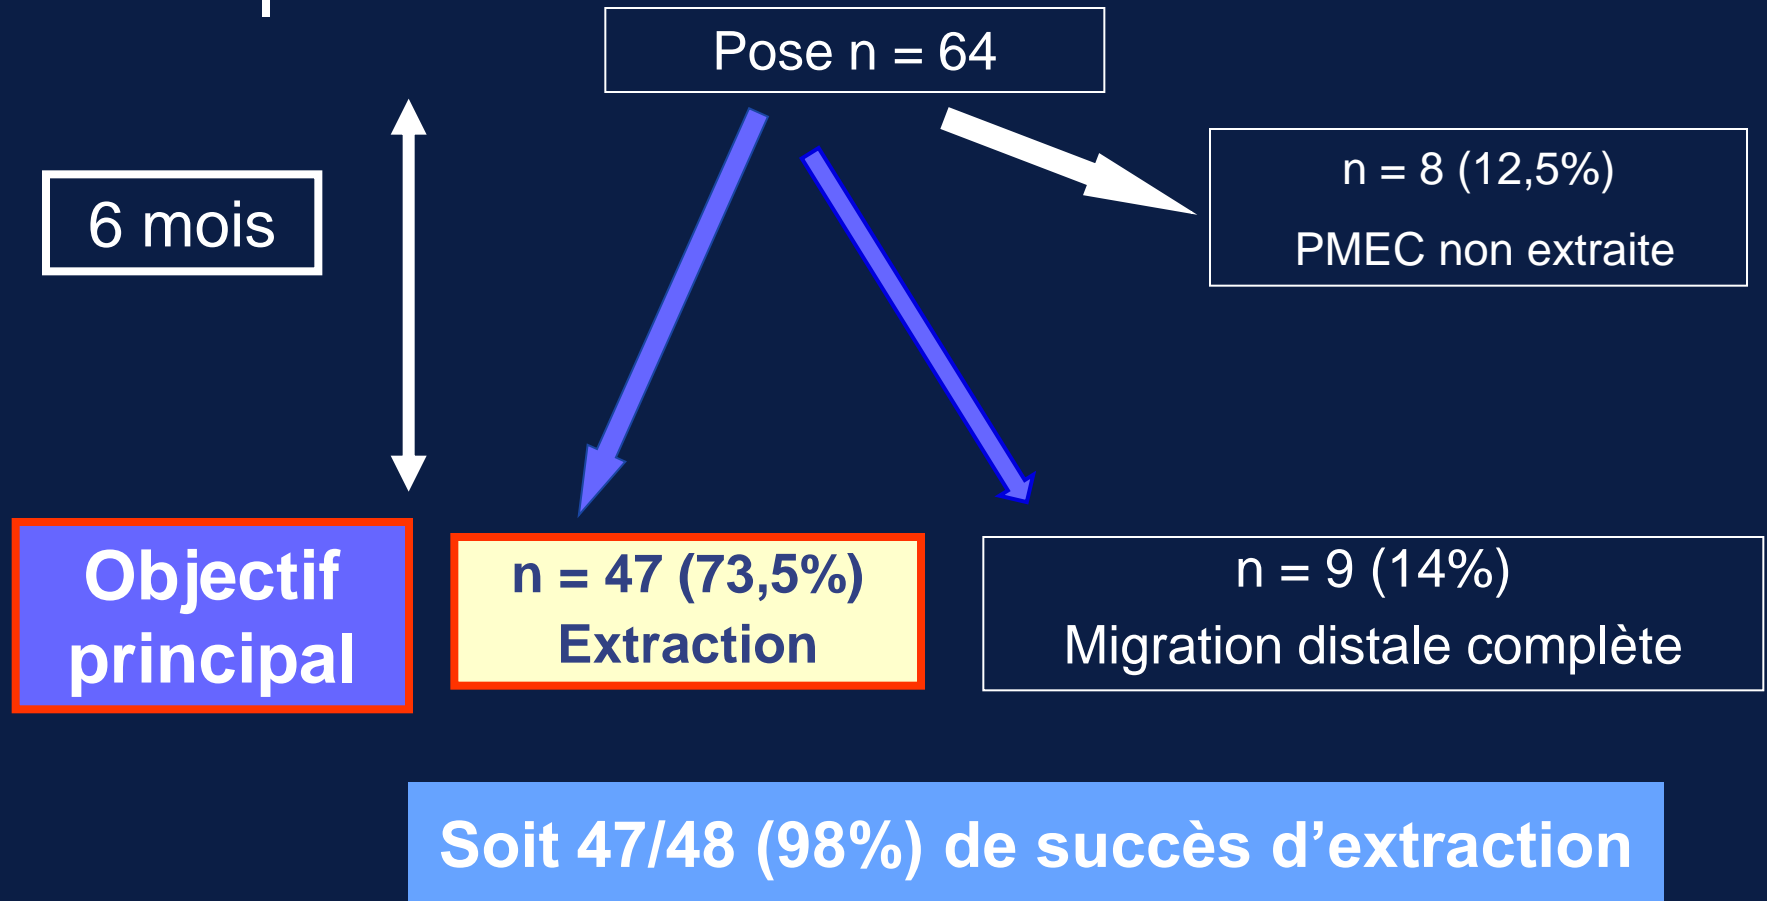 Pose n = 64
n = 8 (12,5%)
PMEC non extraite
6 mois
Objectif
principal
n = 47 (73,5%)
Extraction
n = 9 (14%)
Migration distale complète
Soit 47/48 (98%) de succès d’extraction